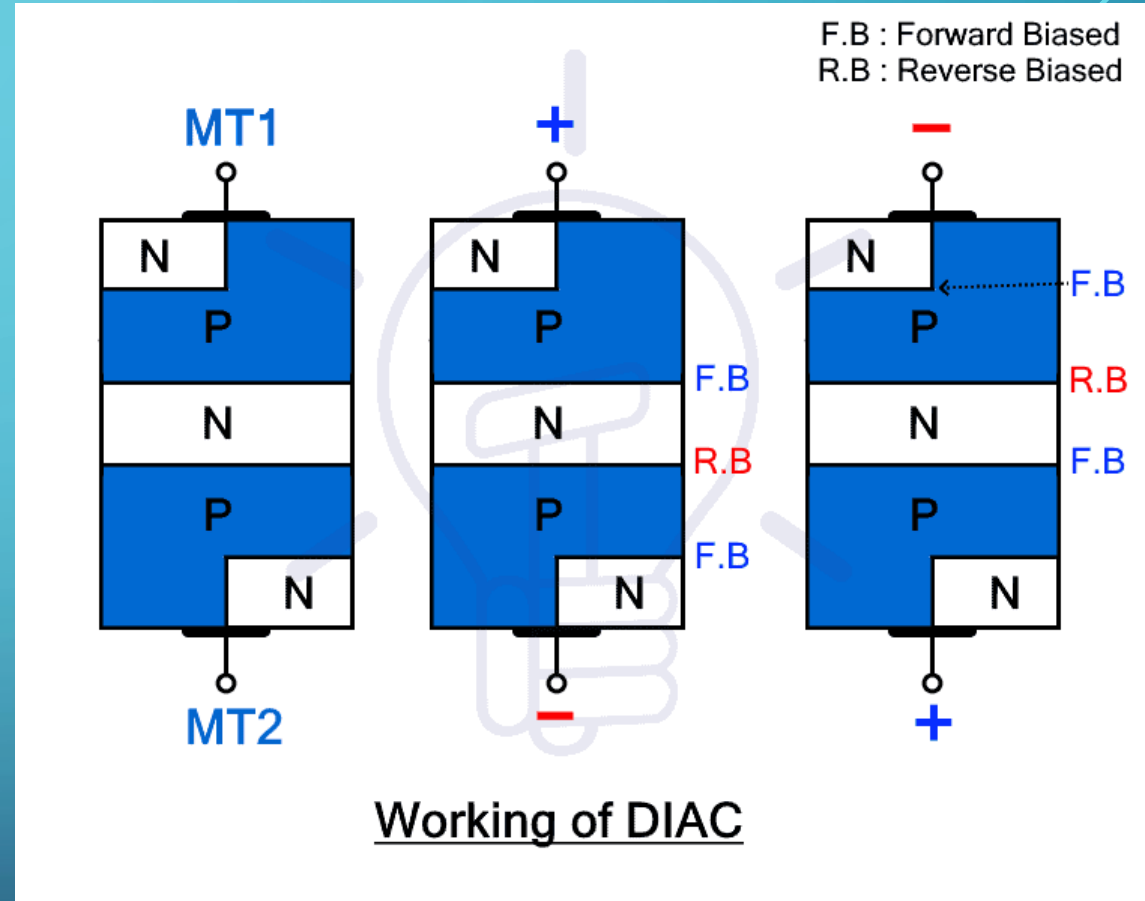 F.B : Forward Biased
R.B : Reverse Biased
MT1
+
−
N
N
N
F.B
P
P
P
F.B
R.B
N
N
N
R.B
F.B
P
P
P
F.B
N
N
N
MT2
−
+
Working of DIAC